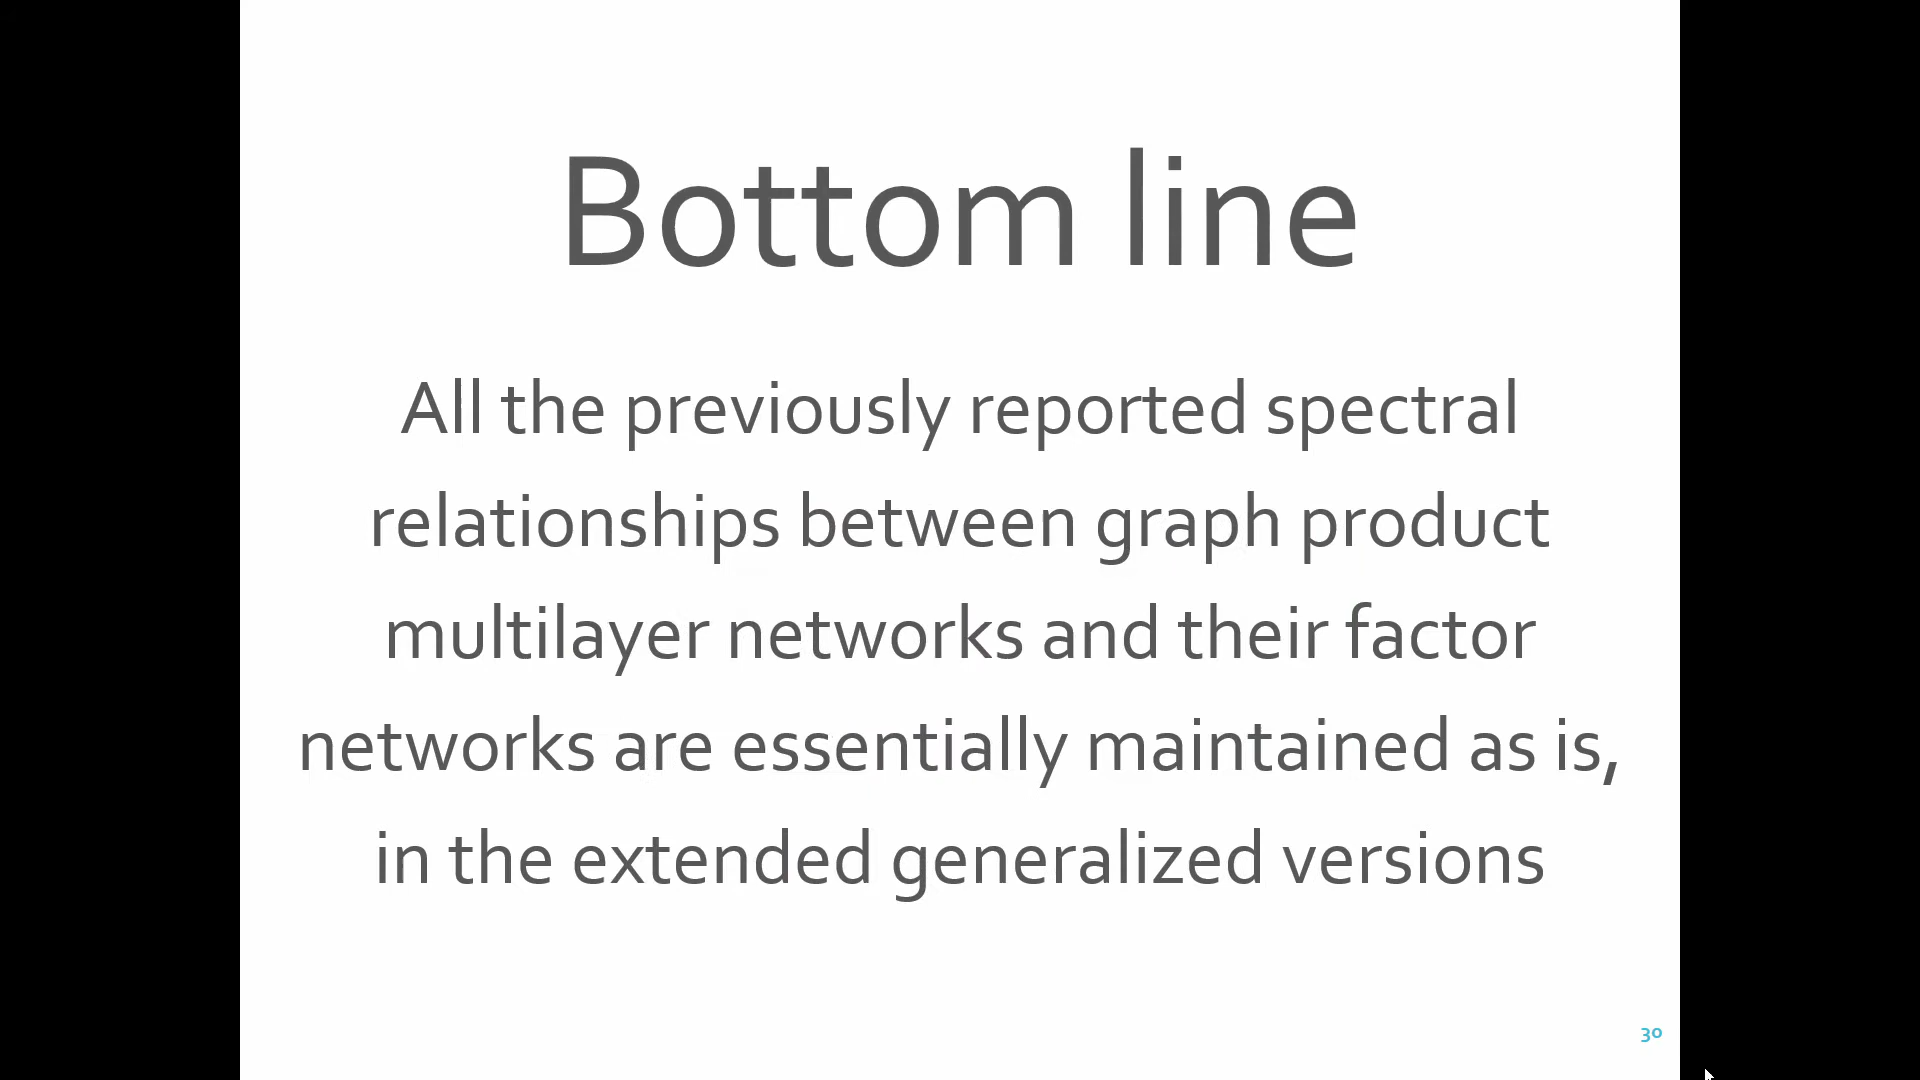 Bottom line
All the previously reported spectral
relationships between graph product
multilayer networks and their factor
networks are essentially maintained as is,
in the extended generalized versions
30